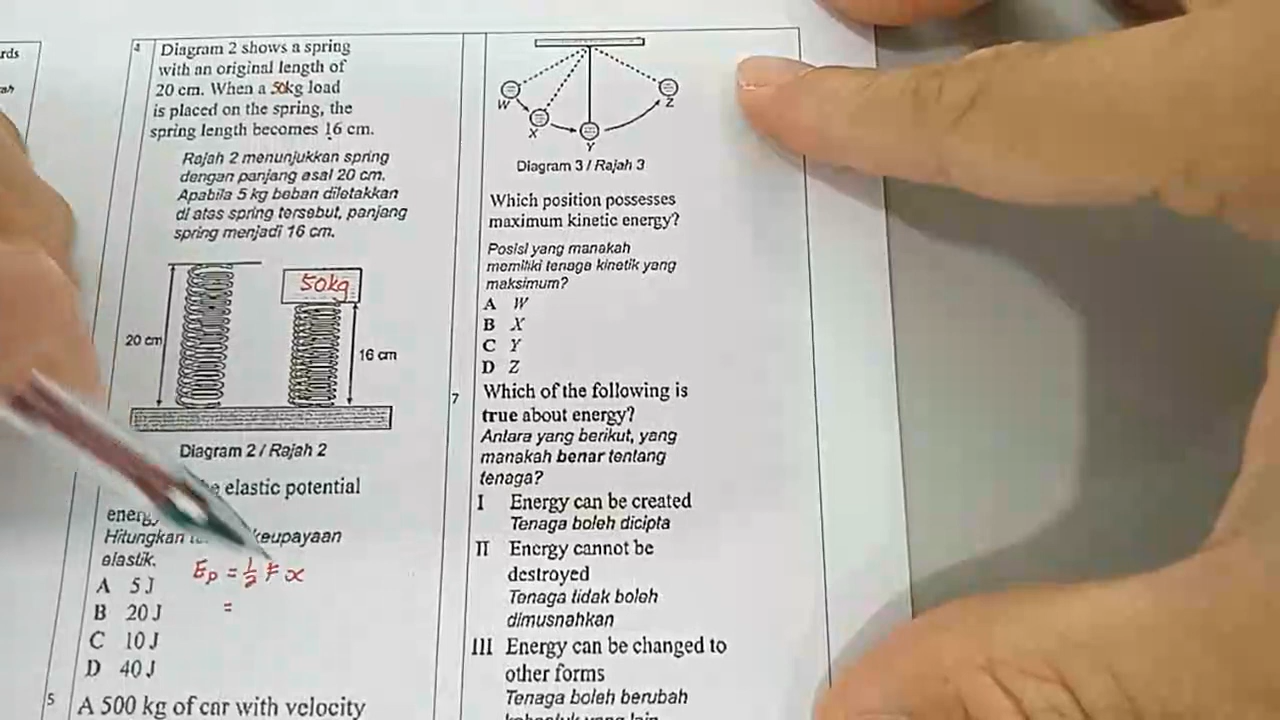 rds
ah
4 Diagram 2 shows a spring
with an original length of
20 cm. When a 50kg load
is placed on the spring, the
spring length becomes 16 cm.
Rajah 2 menunjukkan spring
dengan panjang asal 20 cm.
Apabila 5 kg beban diletakkan
di atas spring tersebut, panjang
spring menjadi 16 cm.
50kg
20 cm
16 cm
Diagram 2 / Rajah 2
elastic potential
Hitungkan keupayaan
elastik.
Ep = 1/2 F x
=
A 5 J
B 20 J
C 10 J
D 40 J
5 A 500 kg of car with velocity
W
X
Y
Z
Diagram 3 / Rajah 3
Which position possesses
maximum kinetic energy?
Posisi yang manakah
memiliki tenaga kinetik yang
maksimum?
A W
B X
C Y
D Z
7 Which of the following is
true about energy?
Antara yang berikut, yang
manakah benar tentang
tenaga?
I Energy can be created
Tenaga boleh dicipta
II Energy cannot be
destroyed
Tenaga tidak boleh
dimusnahkan
III Energy can be changed to
other forms
Tenaga boleh berubah